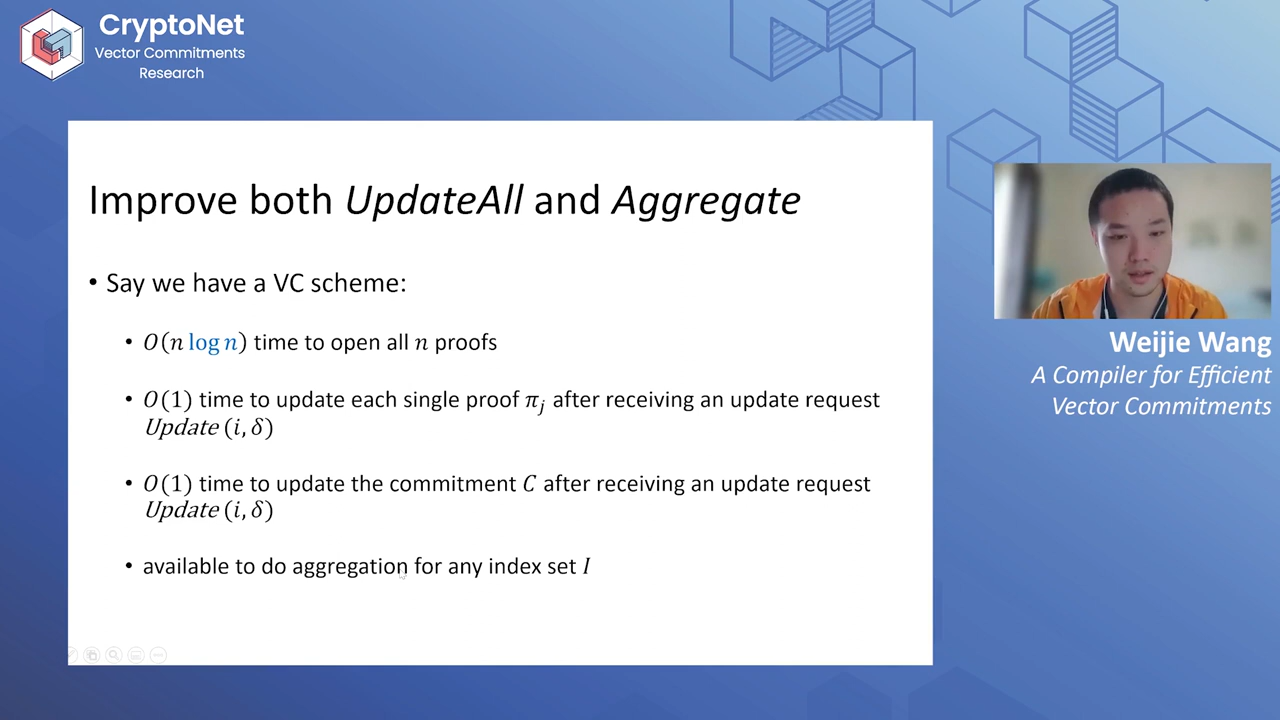 CryptoNet
Vector Commitments
Research
Improve both UpdateAll and Aggregate
• Say we have a VC scheme:
• O(n log n) time to open all n proofs
• O(1) time to update each single proof πⱼ after receiving an update request
Update (i, δ)
• O(1) time to update the commitment C after receiving an update request
Update (i, δ)
• available to do aggregation for any index set I
Weijie Wang
A Compiler for Efficient
Vector Commitments